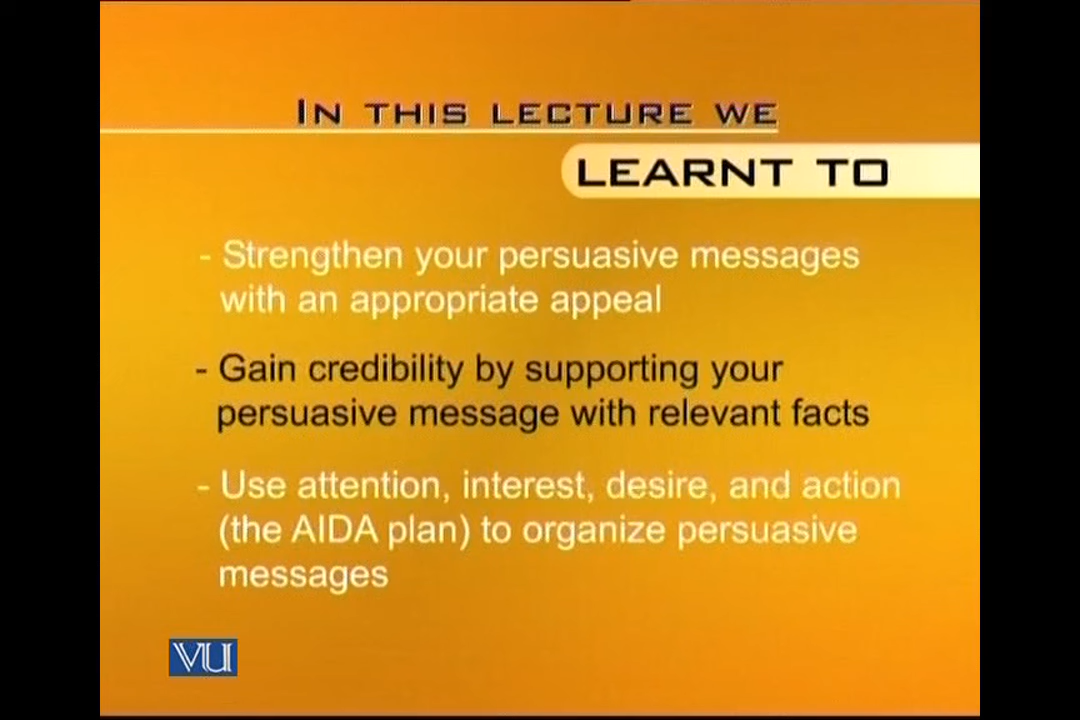 IN THIS LECTURE WE
LEARNT TO
- Strengthen your persuasive messages
with an appropriate appeal
- Gain credibility by supporting your
persuasive message with relevant facts
- Use attention, interest, desire, and action
(the AIDA plan) to organize persuasive
messages
VU